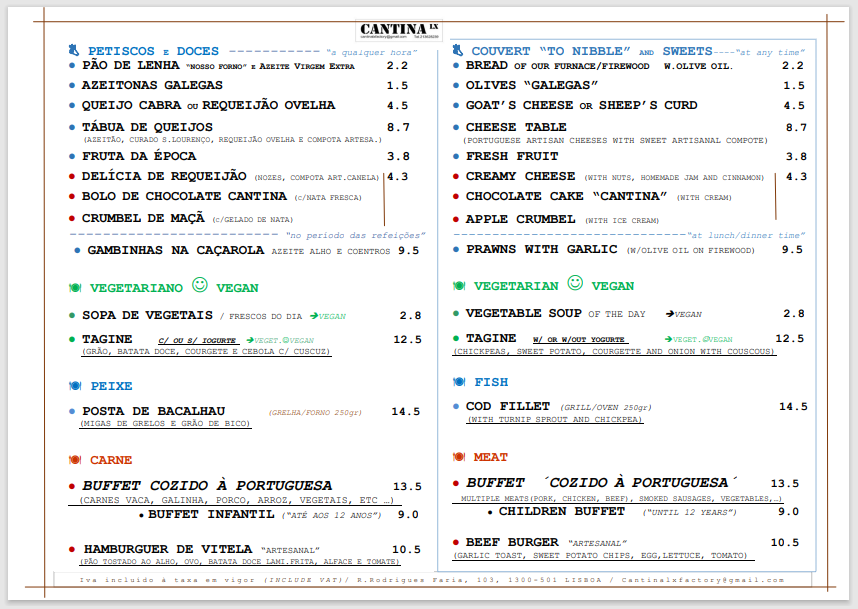 CANTINA LX
PETISCOS E DOCES ----------- "a qualquer hora"
PÃO DE LENHA "NOSSO FORNO" E AZEITE VIRGEM EXTRA 2.2
AZEITONAS GALEGAS 1.5
QUEIJO CABRA OU REQUEIJÃO OVELHA 4.5
TÁBUA DE QUEIJOS 8.7
(AZEITÃO, CURADO S.LOURENÇO, REQUEIJÃO OVELHA E COMPOTA ARTESA.)
FRUTA DA ÉPOCA 3.8
DELÍCIA DE REQUEIJÃO (NOZES, COMPOTA ART.CANELA) 4.3
BOLO DE CHOCOLATE CANTINA (C/NATA FRESCA)
CRUMBEL DE MAÇÃ (C/GELADO DE NATA)
"no período das refeições"
GAMBINHAS NA CAÇAROLA AZEITE ALHO E COENTROS 9.5
VEGETARIANO ☺ VEGAN
SOPA DE VEGETAIS / FRESCOS DO DIA ➔VEGAN 2.8
TAGINE C/ OU S/ IOGURTE ➔VEGET.☺VEGAN 12.5
(GRÃO, BATATA DOCE, COURGETE E CEBOLA C/ CUSCUZ)
PEIXE
POSTA DE BACALHAU (GRELHA/FORNO 250gr) 14.5
(MIGAS DE GRELOS E GRÃO DE BICO)
CARNE
BUFFET COZIDO À PORTUGUESA 13.5
(CARNES VACA, GALINHA, PORCO, ARROZ, VEGETAIS, ETC …)
BUFFET INFANTIL ("ATÉ AOS 12 ANOS") 9.0
HAMBURGUER DE VITELA "ARTESANAL" 10.5
(PÃO TOSTADO AO ALHO, OVO, BATATA DOCE LAMI.FRITA, ALFACE E TOMATE)
COUVERT "TO NIBBLE" AND SWEETS----"at any time"
BREAD OF OUR FURNACE/FIREWOOD W.OLIVE OIL. 2.2
OLIVES "GALEGAS" 1.5
GOAT'S CHEESE OR SHEEP'S CURD 4.5
CHEESE TABLE 8.7
(PORTUGUESE ARTISAN CHEESES WITH SWEET ARTISANAL COMPOTE)
FRESH FRUIT 3.8
CREAMY CHEESE (WITH NUTS, HOMEMADE JAM AND CINNAMON) 4.3
CHOCOLATE CAKE "CANTINA" (WITH CREAM)
APPLE CRUMBEL (WITH ICE CREAM)
"at lunch/dinner time"
PRAWNS WITH GARLIC (W/OLIVE OIL ON FIREWOOD) 9.5
VEGETARIAN ☺ VEGAN
VEGETABLE SOUP OF THE DAY ➔VEGAN 2.8
TAGINE W/ OR W/OUT YOGURTE ➔VEGET.☺VEGAN 12.5
(CHICKPEAS, SWEET POTATO, COURGETTE AND ONION WITH COUSCOUS)
FISH
COD FILLET (GRILL/OVEN 250gr) 14.5
(WITH TURNIP SPROUT AND CHICKPEA)
MEAT
BUFFET ´COZIDO À PORTUGUESA´ 13.5
MULTIPLE MEATS(PORK, CHICKEN, BEEF), SMOKED SAUSAGES, VEGETABLES,…)
CHILDREN BUFFET ("UNTIL 12 YEARS") 9.0
BEEF BURGER "ARTESANAL" 10.5
(GARLIC TOAST, SWEET POTATO CHIPS, EGG,LETTUCE, TOMATO)
Iva incluido á taxa em vigor (INCLUDE VAT)/ R.Rodrigues Faria, 103, 1300-501 LISBOA / Cantinalxfactory@gmail.com